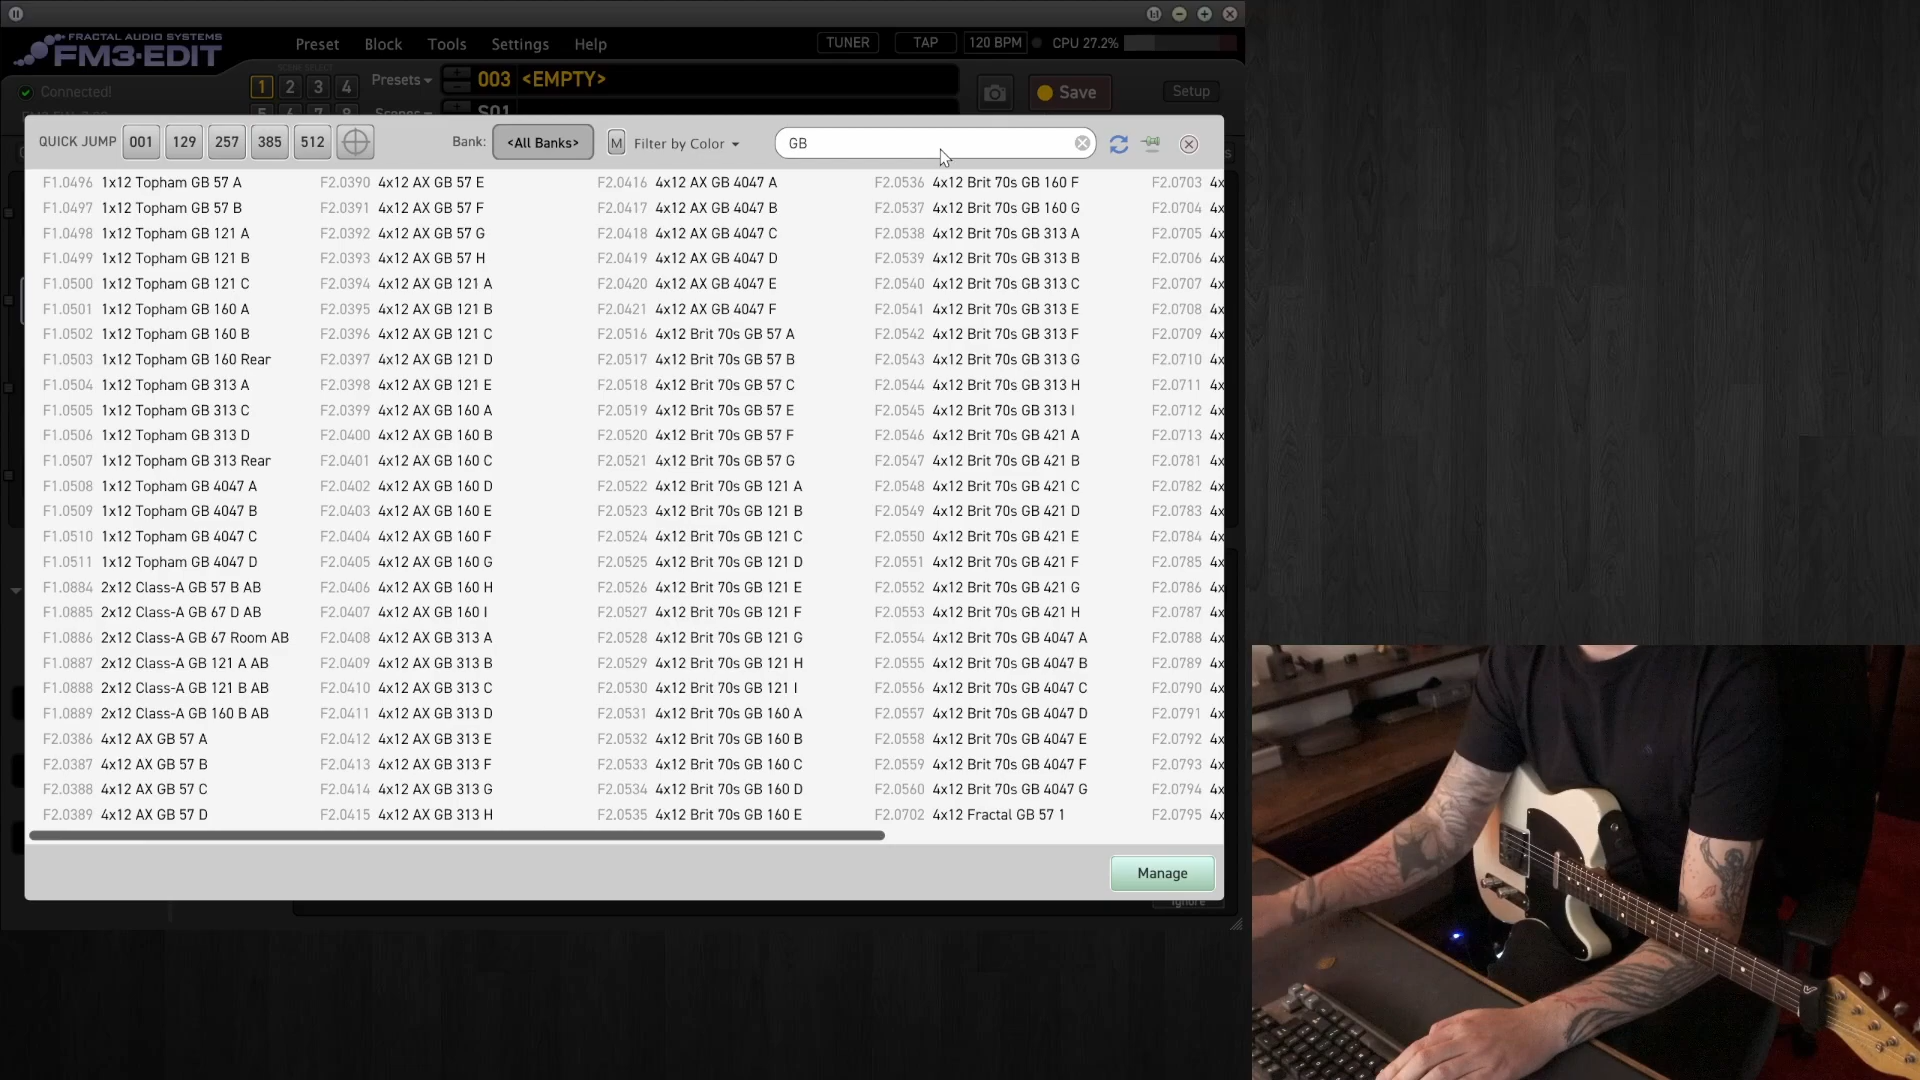 FRACTAL AUDIO SYSTEMS
FM3-EDIT
Preset
Block
Tools
Settings
Help
TUNER
TAP
120 BPM
CPU 27.2%
Connected!
1 2 3 4
Presets
003 <EMPTY>
Save
Setup
QUICK JUMP
001
129
257
385
512
Bank:
<All Banks>
M
Filter by Color
GB
F1.0496 1x12 Topham GB 57 A
F1.0497 1x12 Topham GB 57 B
F1.0498 1x12 Topham GB 121 A
F1.0499 1x12 Topham GB 121 B
F1.0500 1x12 Topham GB 121 C
F1.0501 1x12 Topham GB 160 A
F1.0502 1x12 Topham GB 160 B
F1.0503 1x12 Topham GB 160 Rear
F1.0504 1x12 Topham GB 313 A
F1.0505 1x12 Topham GB 313 C
F1.0506 1x12 Topham GB 313 D
F1.0507 1x12 Topham GB 313 Rear
F1.0508 1x12 Topham GB 4047 A
F1.0509 1x12 Topham GB 4047 B
F1.0510 1x12 Topham GB 4047 C
F1.0511 1x12 Topham GB 4047 D
F1.0884 2x12 Class-A GB 57 B AB
F1.0885 2x12 Class-A GB 67 D AB
F1.0886 2x12 Class-A GB 67 Room AB
F1.0887 2x12 Class-A GB 121 A AB
F1.0888 2x12 Class-A GB 121 B AB
F1.0889 2x12 Class-A GB 160 B AB
F2.0386 4x12 AX GB 57 A
F2.0387 4x12 AX GB 57 B
F2.0388 4x12 AX GB 57 C
F2.0389 4x12 AX GB 57 D
F2.0390 4x12 AX GB 57 E
F2.0391 4x12 AX GB 57 F
F2.0392 4x12 AX GB 57 G
F2.0393 4x12 AX GB 57 H
F2.0394 4x12 AX GB 121 A
F2.0395 4x12 AX GB 121 B
F2.0396 4x12 AX GB 121 C
F2.0397 4x12 AX GB 121 D
F2.0398 4x12 AX GB 121 E
F2.0399 4x12 AX GB 160 A
F2.0400 4x12 AX GB 160 B
F2.0401 4x12 AX GB 160 C
F2.0402 4x12 AX GB 160 D
F2.0403 4x12 AX GB 160 E
F2.0404 4x12 AX GB 160 F
F2.0405 4x12 AX GB 160 G
F2.0406 4x12 AX GB 160 H
F2.0407 4x12 AX GB 160 I
F2.0408 4x12 AX GB 313 A
F2.0409 4x12 AX GB 313 B
F2.0410 4x12 AX GB 313 C
F2.0411 4x12 AX GB 313 D
F2.0412 4x12 AX GB 313 E
F2.0413 4x12 AX GB 313 F
F2.0414 4x12 AX GB 313 G
F2.0415 4x12 AX GB 313 H
F2.0416 4x12 AX GB 4047 A
F2.0417 4x12 AX GB 4047 B
F2.0418 4x12 AX GB 4047 C
F2.0419 4x12 AX GB 4047 D
F2.0420 4x12 AX GB 4047 E
F2.0421 4x12 AX GB 4047 F
F2.0516 4x12 Brit 70s GB 57 A
F2.0517 4x12 Brit 70s GB 57 B
F2.0518 4x12 Brit 70s GB 57 C
F2.0519 4x12 Brit 70s GB 57 E
F2.0520 4x12 Brit 70s GB 57 F
F2.0521 4x12 Brit 70s GB 57 G
F2.0522 4x12 Brit 70s GB 121 A
F2.0523 4x12 Brit 70s GB 121 B
F2.0524 4x12 Brit 70s GB 121 C
F2.0525 4x12 Brit 70s GB 121 D
F2.0526 4x12 Brit 70s GB 121 E
F2.0527 4x12 Brit 70s GB 121 F
F2.0528 4x12 Brit 70s GB 121 G
F2.0529 4x12 Brit 70s GB 121 H
F2.0530 4x12 Brit 70s GB 121 I
F2.0531 4x12 Brit 70s GB 160 A
F2.0532 4x12 Brit 70s GB 160 B
F2.0533 4x12 Brit 70s GB 160 C
F2.0534 4x12 Brit 70s GB 160 D
F2.0535 4x12 Brit 70s GB 160 E
F2.0536 4x12 Brit 70s GB 160 F
F2.0537 4x12 Brit 70s GB 160 G
F2.0538 4x12 Brit 70s GB 313 A
F2.0539 4x12 Brit 70s GB 313 B
F2.0540 4x12 Brit 70s GB 313 C
F2.0541 4x12 Brit 70s GB 313 E
F2.0542 4x12 Brit 70s GB 313 F
F2.0543 4x12 Brit 70s GB 313 G
F2.0544 4x12 Brit 70s GB 313 H
F2.0545 4x12 Brit 70s GB 313 I
F2.0546 4x12 Brit 70s GB 421 A
F2.0547 4x12 Brit 70s GB 421 B
F2.0548 4x12 Brit 70s GB 421 C
F2.0549 4x12 Brit 70s GB 421 D
F2.0550 4x12 Brit 70s GB 421 E
F2.0551 4x12 Brit 70s GB 421 F
F2.0552 4x12 Brit 70s GB 421 G
F2.0553 4x12 Brit 70s GB 421 H
F2.0554 4x12 Brit 70s GB 4047 A
F2.0555 4x12 Brit 70s GB 4047 B
F2.0556 4x12 Brit 70s GB 4047 C
F2.0557 4x12 Brit 70s GB 4047 D
F2.0558 4x12 Brit 70s GB 4047 E
F2.0559 4x12 Brit 70s GB 4047 F
F2.0560 4x12 Brit 70s GB 4047 G
F2.0702 4x12 Fractal GB 57 1
F2.0703 4x
F2.0704 4x
F2.0705 4x
F2.0706 4x
F2.0707 4x
F2.0708 4x
F2.0709 4x
F2.0710 4x
F2.0711 4x
F2.0712 4x
F2.0713 4x
F2.0781 4x
F2.0782 4x
F2.0783 4x
F2.0784 4x
F2.0785 4x
F2.0786 4x
F2.0787 4x
F2.0788 4x
F2.0789 4x
F2.0790 4x
F2.0791 4x
F2.0792 4x
F2.0793 4x
F2.0794 4x
F2.0795 4x
Manage
Ignore